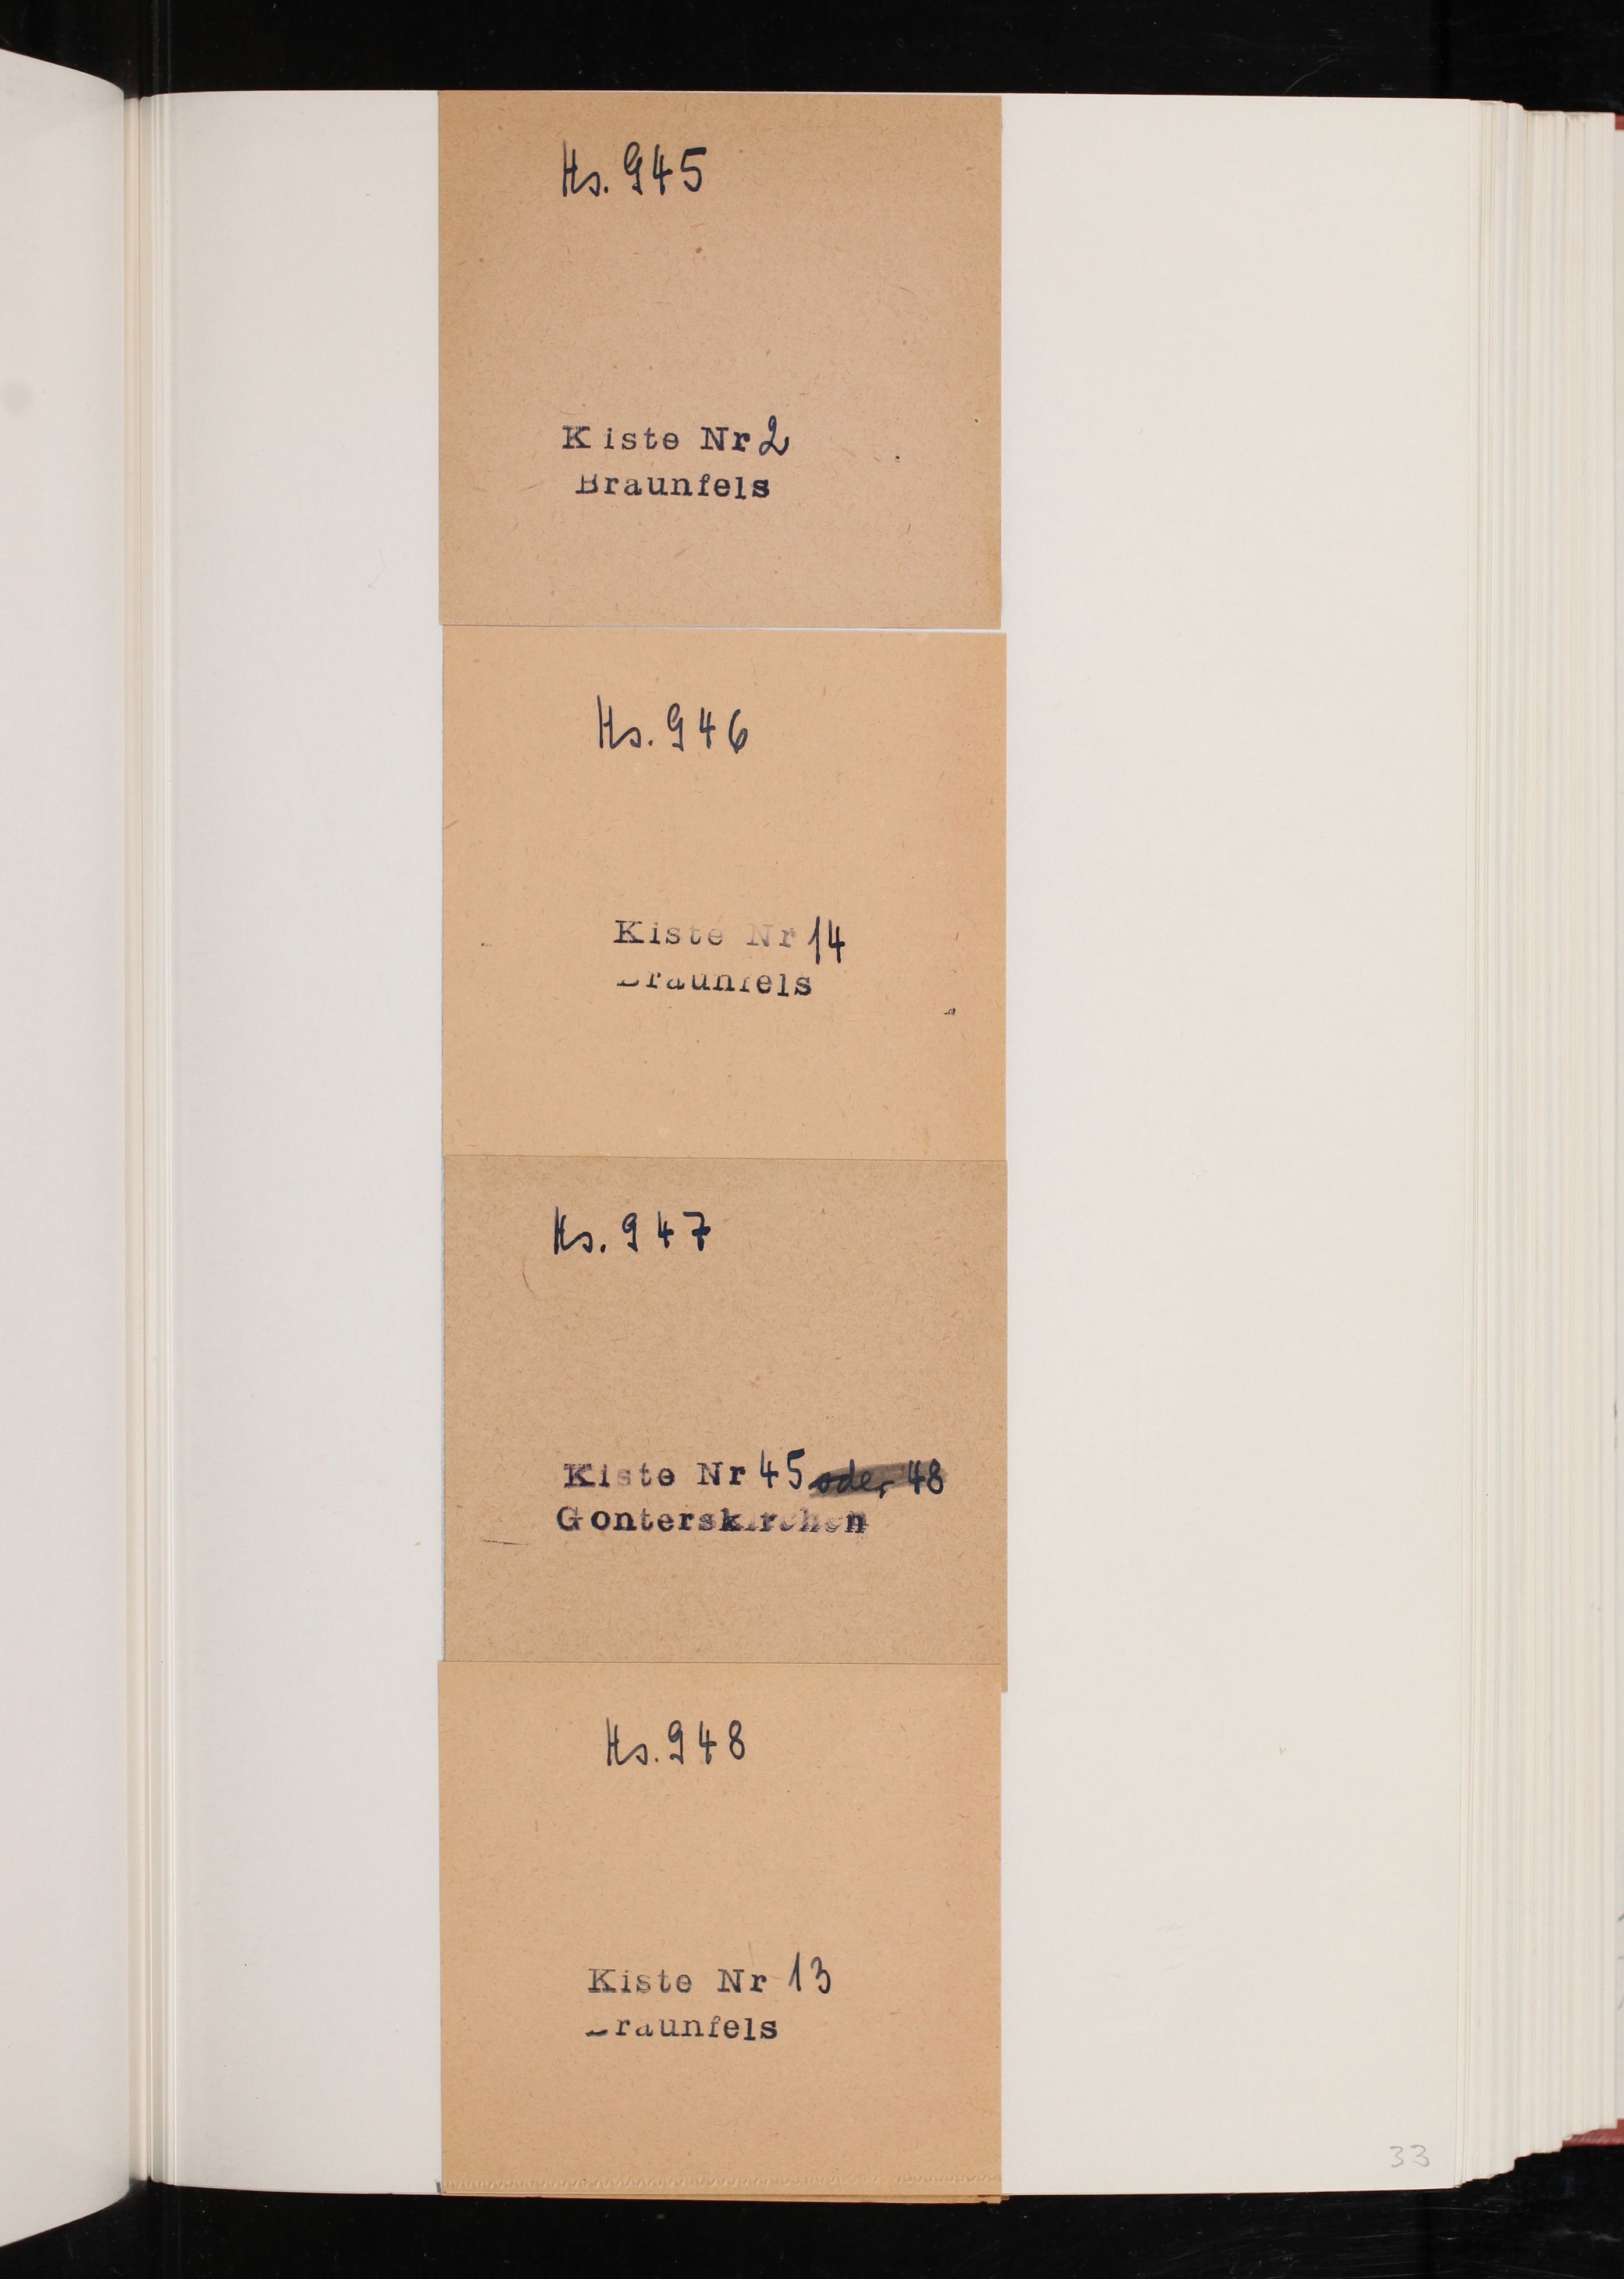 Hs. 945
Kiste Nr 2
Braunfels
Hs. 946
Kiste Nr 14
Braunfels
Hs. 947
Kiste Nr 45 oder 48
Gonterskirchen
Hs. 948
Kiste Nr 13
Braunfels
33